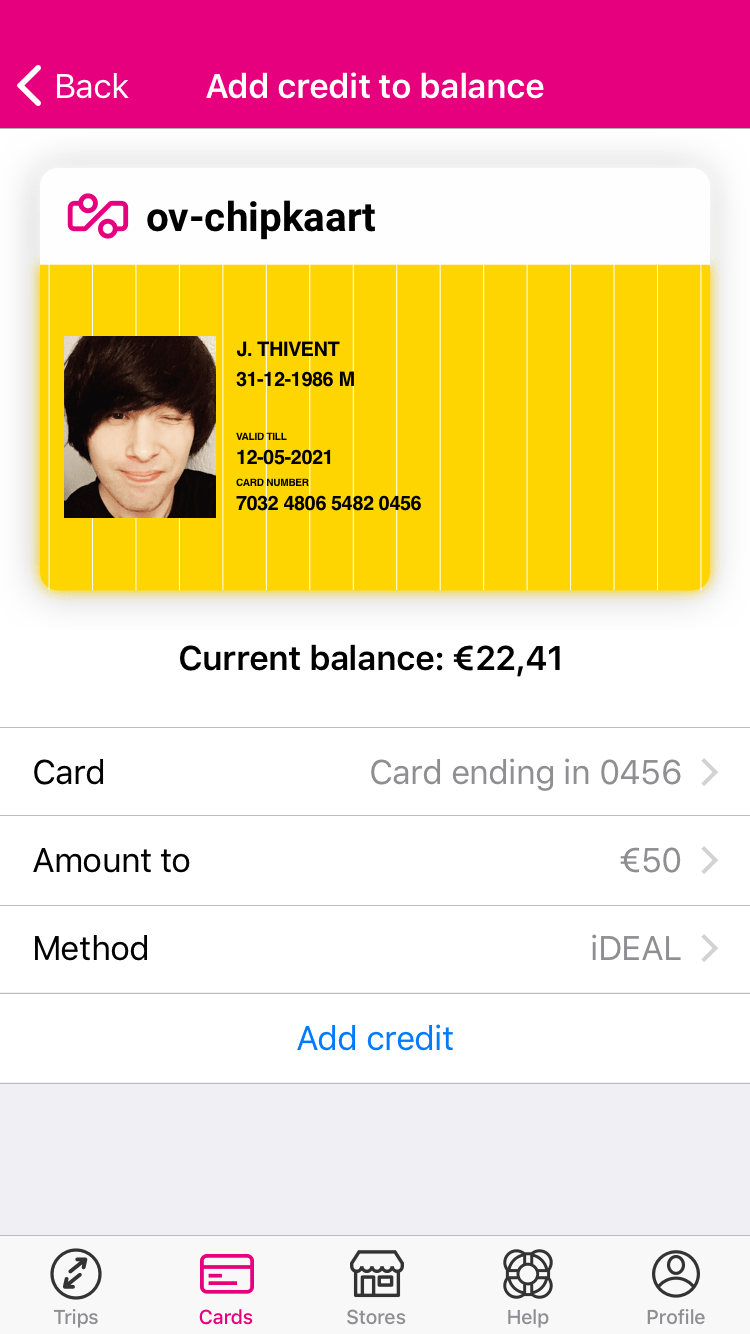 Back
Add credit to balance
ov-chipkaart
J. THIVENT
31-12-1986 M
VALID TILL
12-05-2021
CARD NUMBER
7032 4806 5482 0456
Current balance: €22,41
Card Card ending in 0456
Amount to €50
Method iDEAL
Add credit
Trips Cards Stores Help Profile